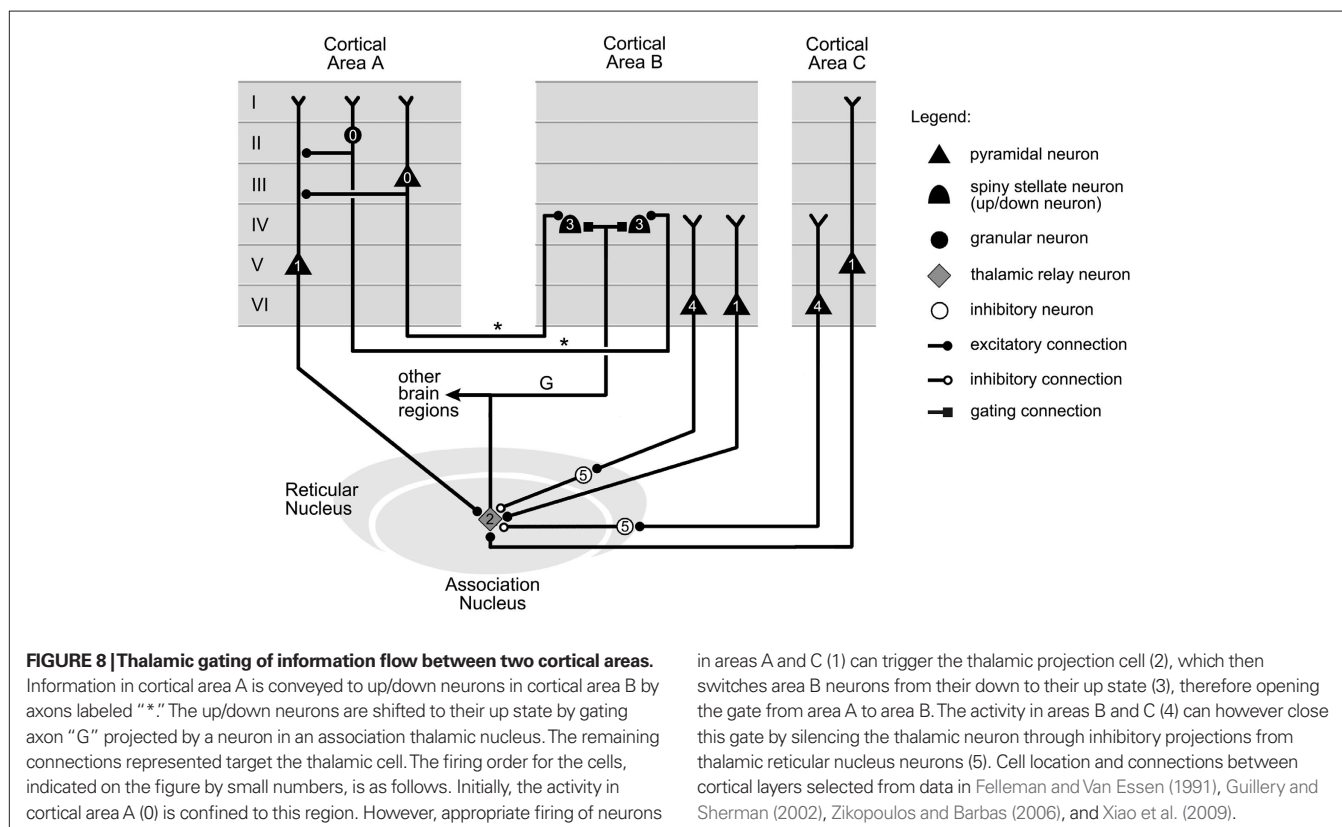 Cortical
Area A
Cortical
Area B
Cortical
Area C
I
II
III
IV
V
VI
0
0
1
3
3
4
1
4
1
*
*
G
other
brain
regions
5
5
2
Reticular
Nucleus
Association
Nucleus
Legend:
pyramidal neuron
spiny stellate neuron
(up/down neuron)
granular neuron
thalamic relay neuron
inhibitory neuron
excitatory connection
inhibitory connection
gating connection
FIGURE 8 | Thalamic gating of information flow between two cortical areas.
Information in cortical area A is conveyed to up/down neurons in cortical area B by
axons labeled "*." The up/down neurons are shifted to their up state by gating
axon "G" projected by a neuron in an association thalamic nucleus. The remaining
connections represented target the thalamic cell. The firing order for the cells,
indicated on the figure by small numbers, is as follows. Initially, the activity in
cortical area A (0) is confined to this region. However, appropriate firing of neurons
in areas A and C (1) can trigger the thalamic projection cell (2), which then
switches area B neurons from their down to their up state (3), therefore opening
the gate from area A to area B. The activity in areas B and C (4) can however close
this gate by silencing the thalamic neuron through inhibitory projections from
thalamic reticular nucleus neurons (5). Cell location and connections between
cortical layers selected from data in Felleman and Van Essen (1991), Guillery and
Sherman (2002), Zikopoulos and Barbas (2006), and Xiao et al. (2009).